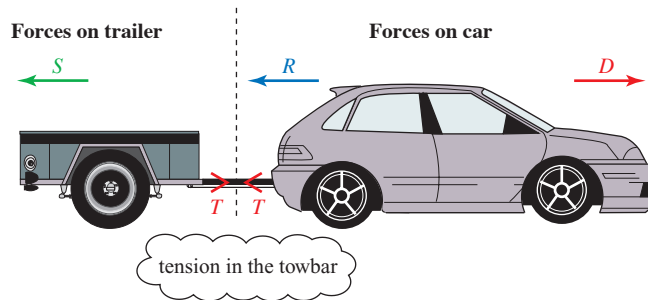 Forces on trailer
Forces on car
S
R
D
T
T
tension in the towbar